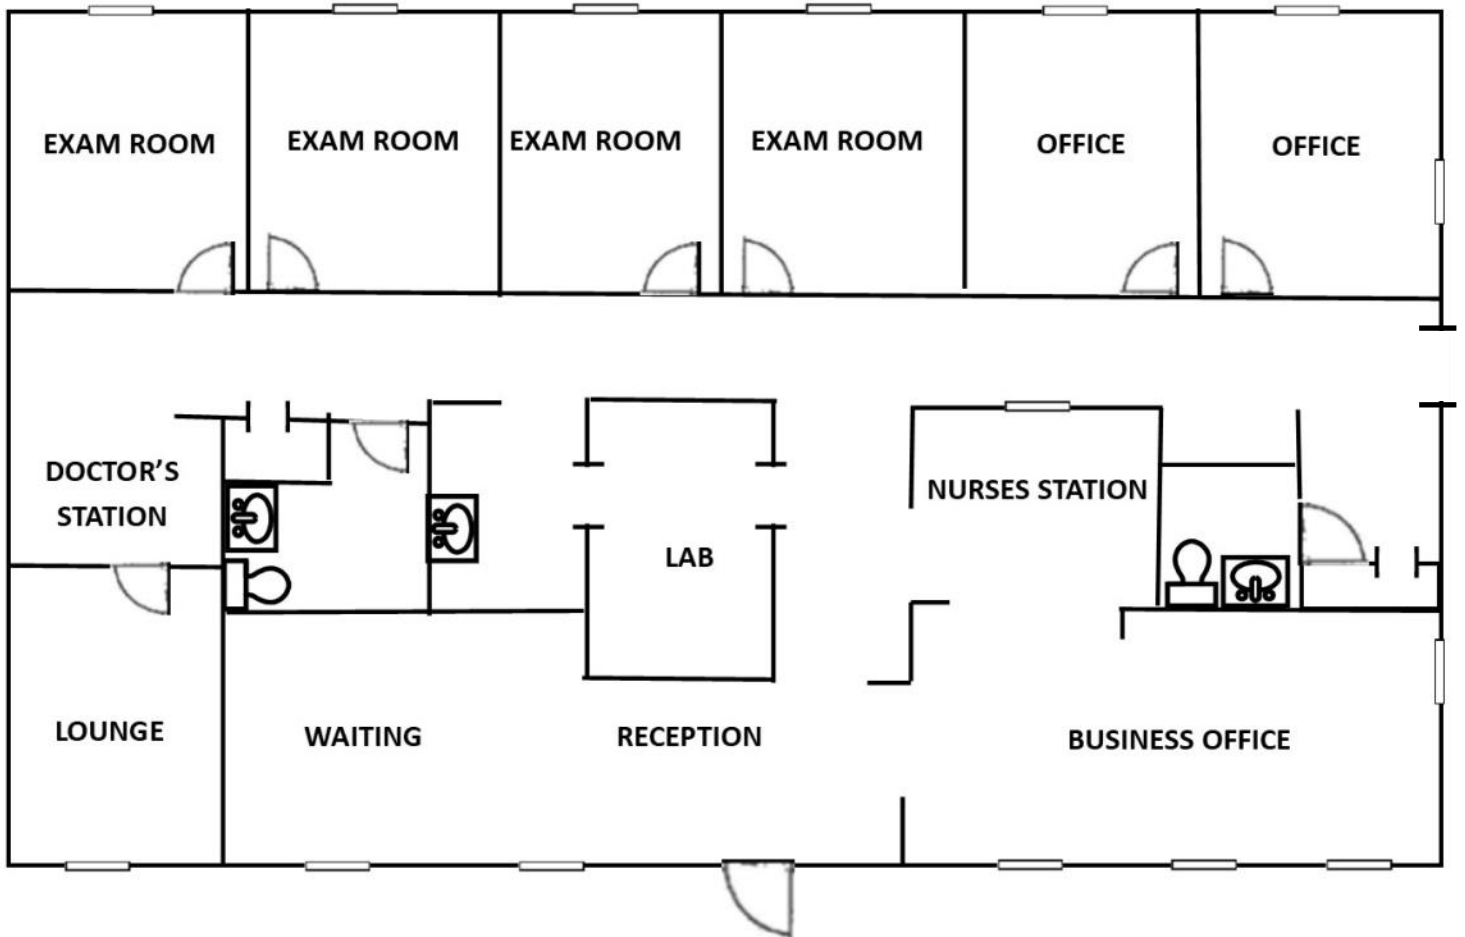 EXAM ROOM
EXAM ROOM
EXAM ROOM
EXAM ROOM
OFFICE
OFFICE
DOCTOR’S
STATION
NURSES STATION
LAB
LOUNGE
WAITING
RECEPTION
BUSINESS OFFICE